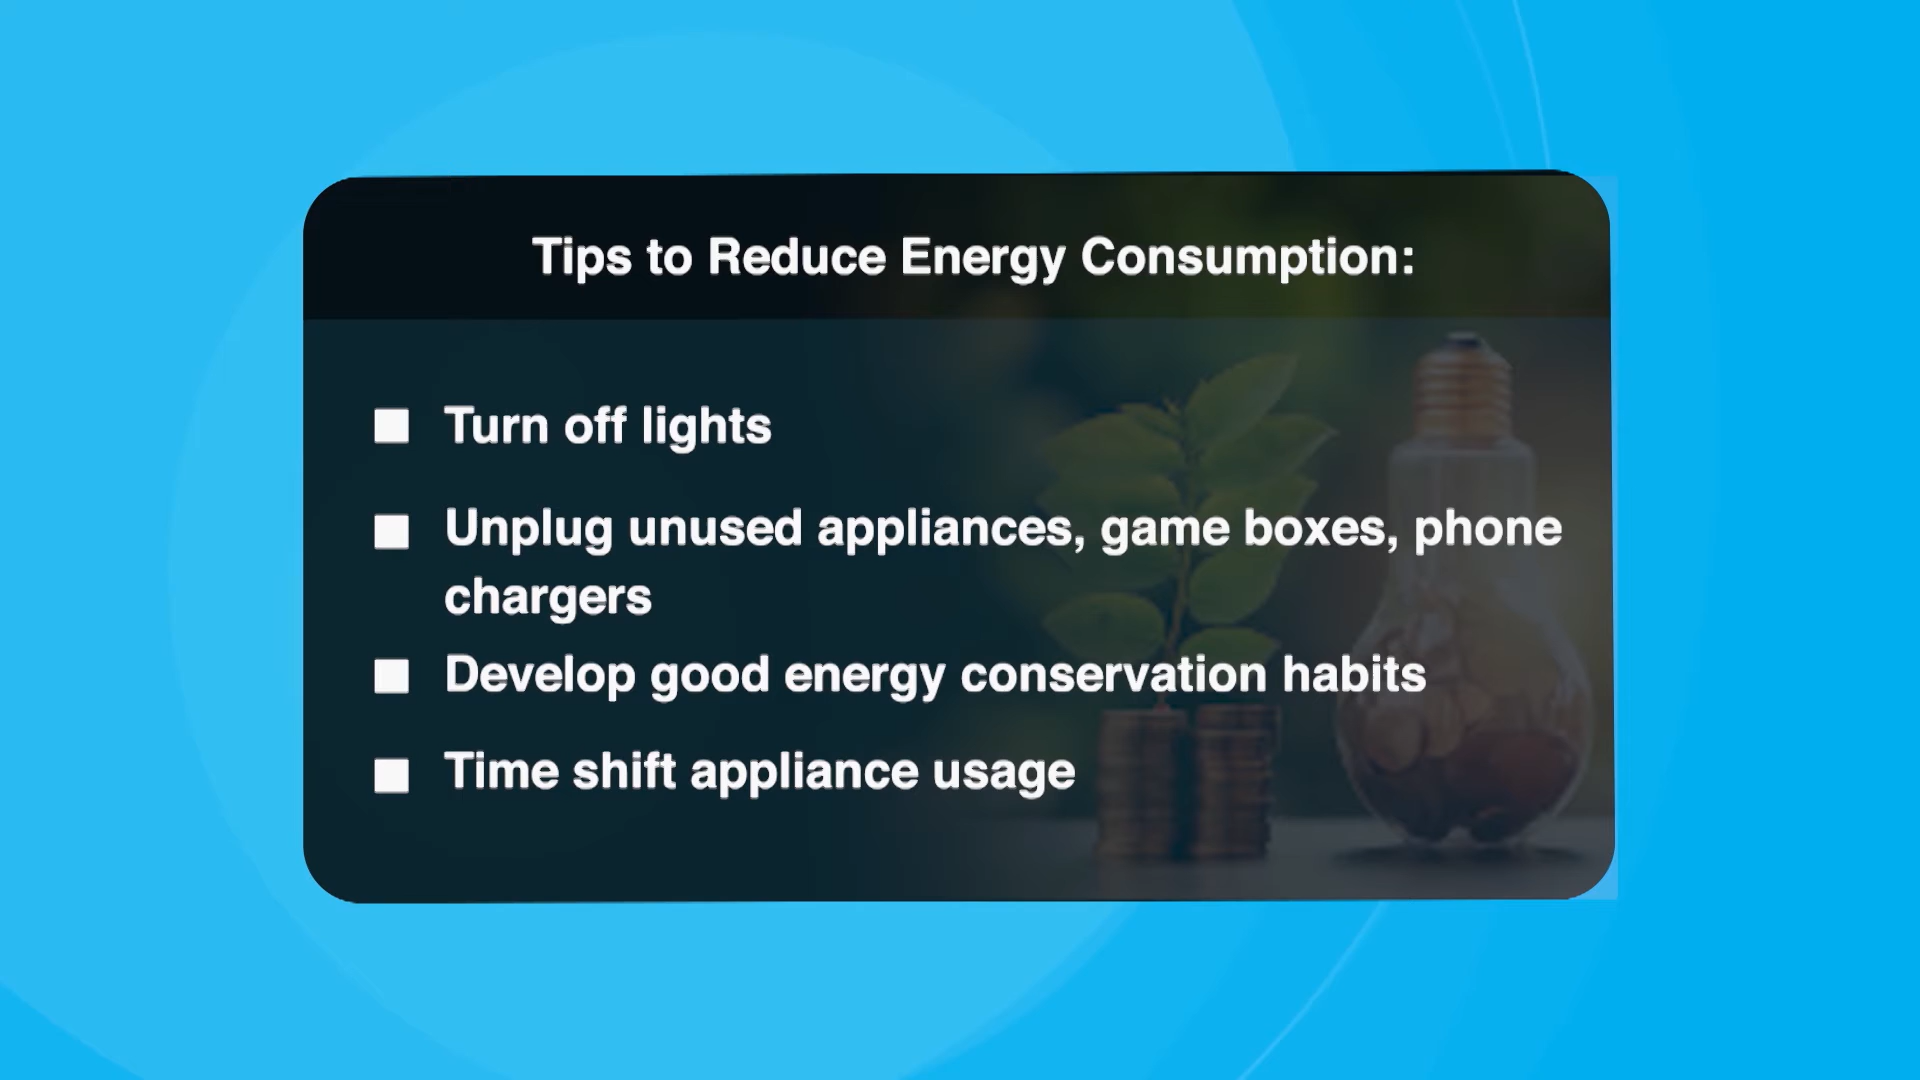 Tips to Reduce Energy Consumption:
Turn off lights
Unplug unused appliances, game boxes, phone
chargers
Develop good energy conservation habits
Time shift appliance usage